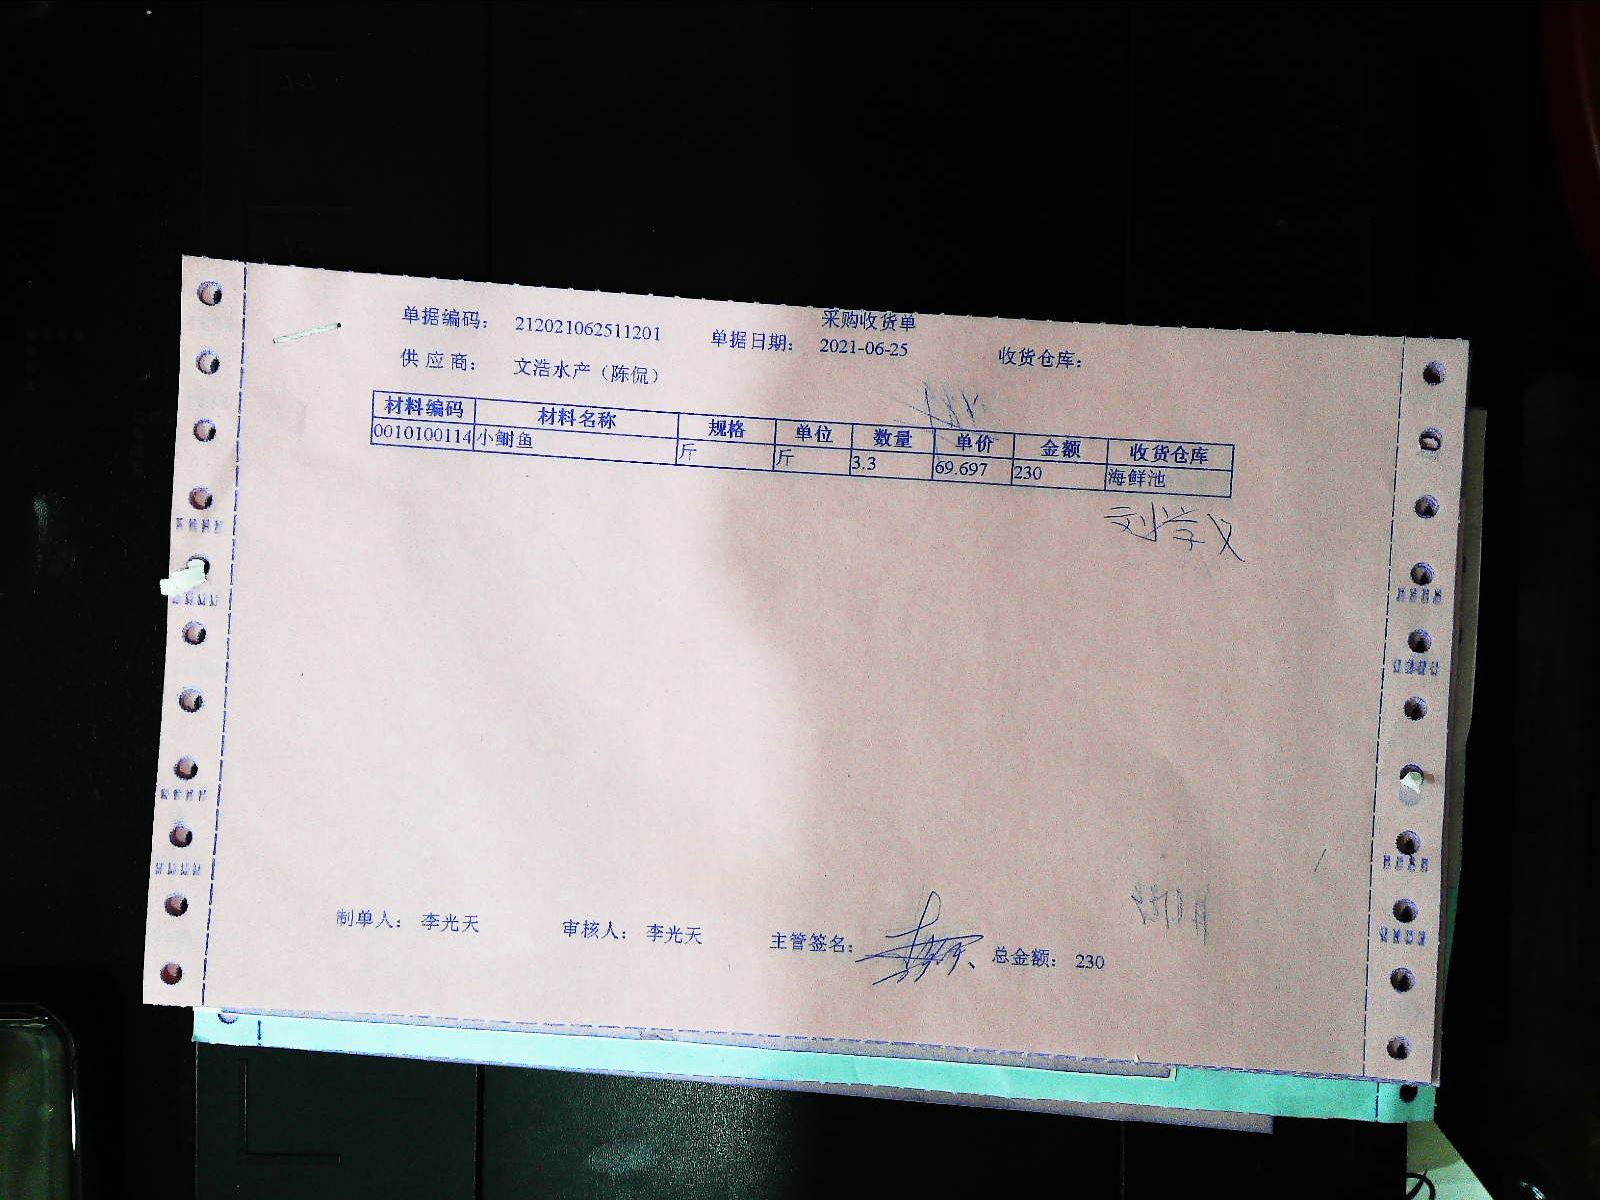 采购收货单
单据编码： 212021062511201 单据日期： 2021-06-25 收货仓库：
供 应 商： 文浩水产（陈侃）
材料编码 材料名称 规格 单位 数量 单价 金额 收货仓库
0010100114 小鲥鱼 斤 斤 3.3 69.697 230 海鲜池
刘学义
制单人： 李光天 审核人： 李光天 主管签名： 总金额： 230